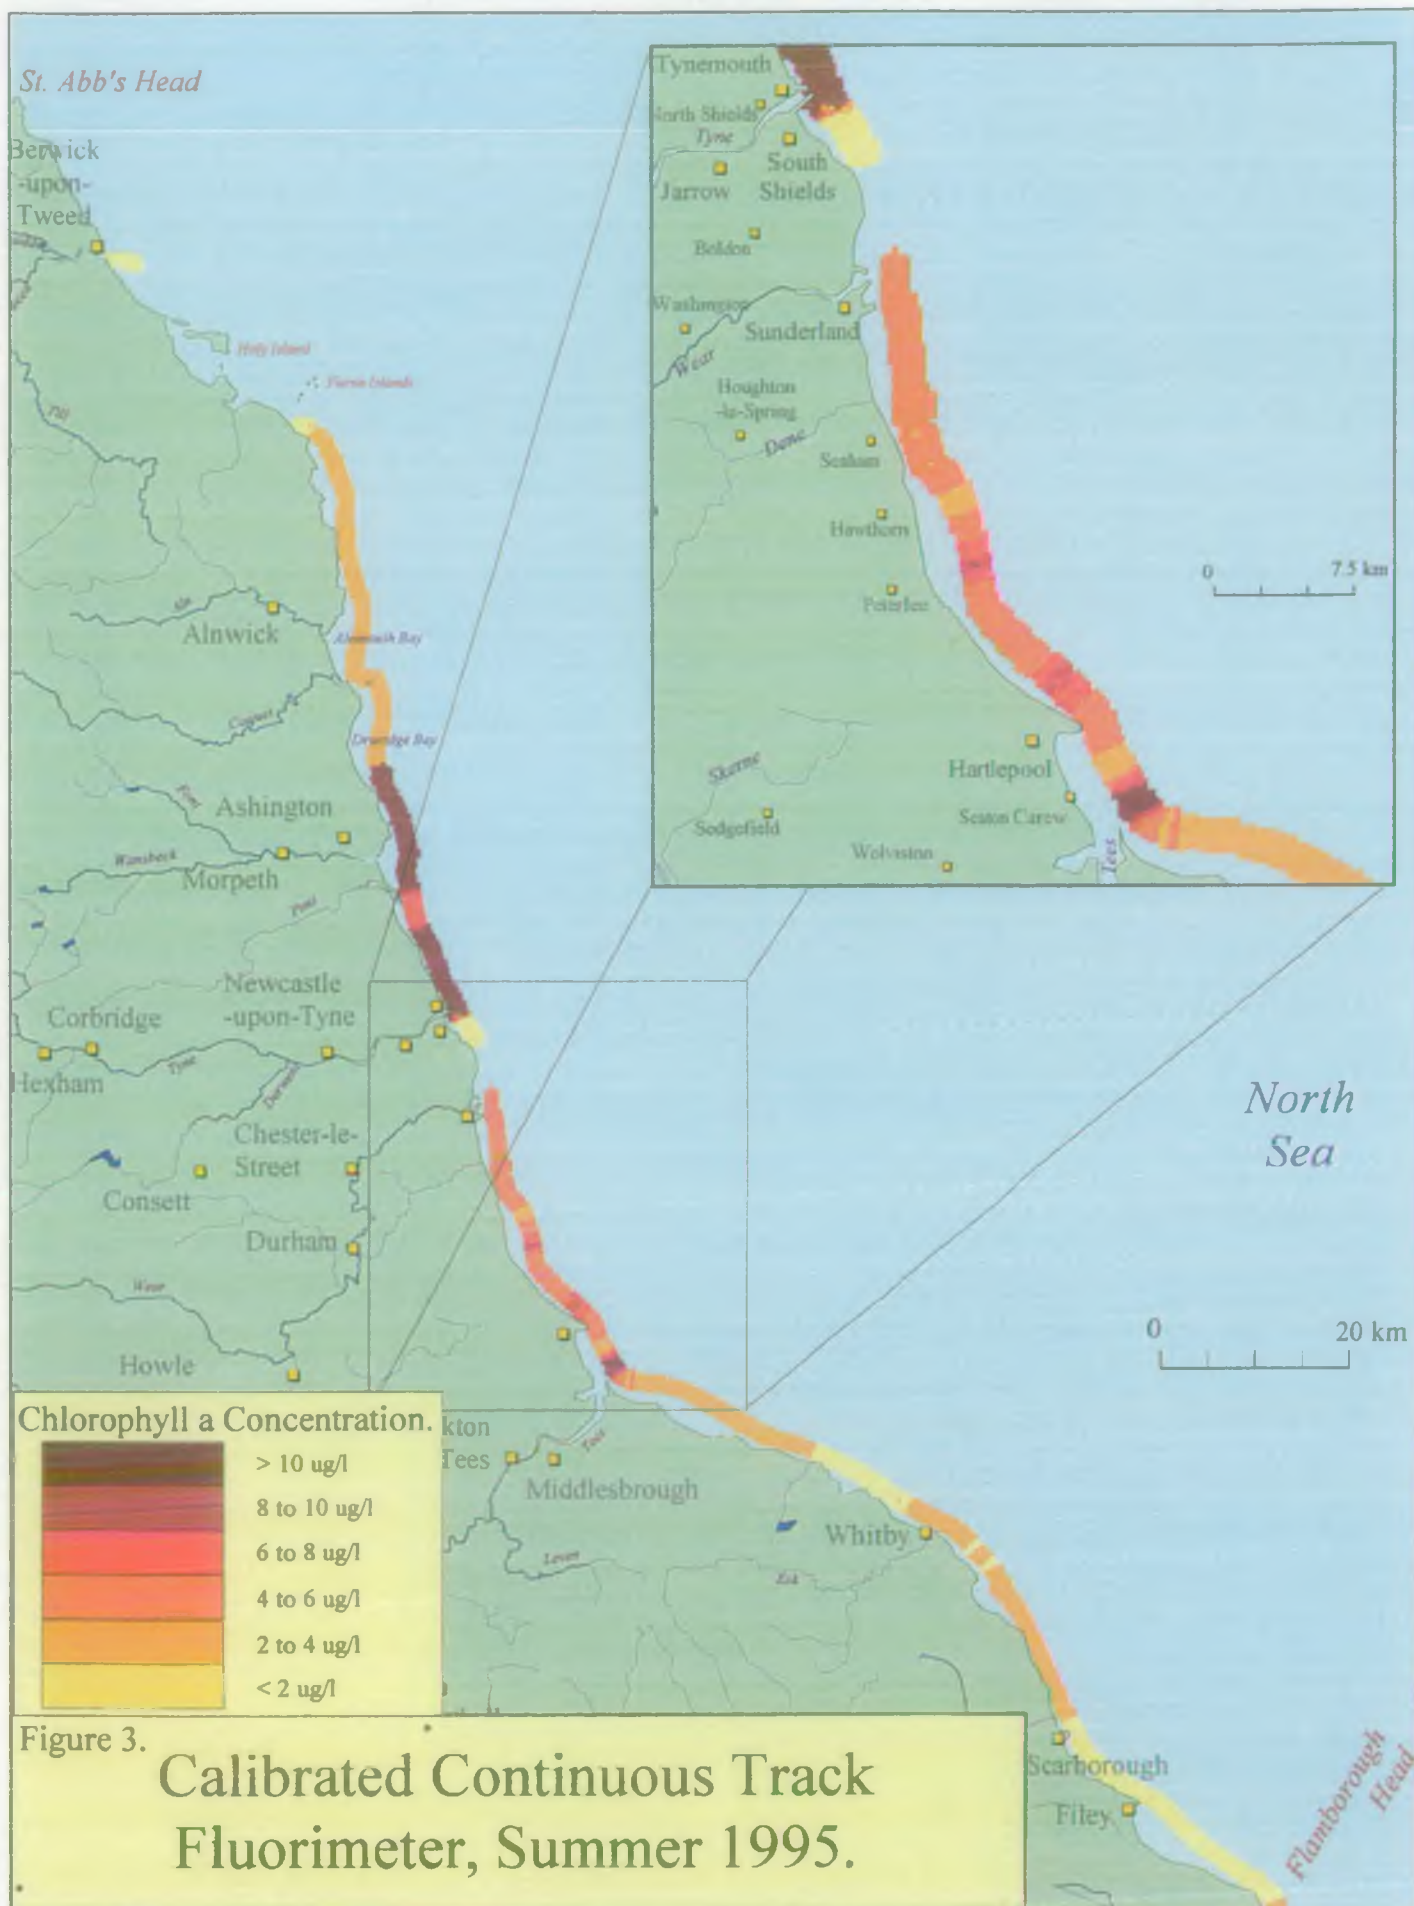 St. Abb's Head
Berwick
-upon-
Tweed
Holy Island
Farne Islands
Till
Aln
Alnwick
Alnmouth Bay
Coquet
Druridge Bay
Font
Ashington
Wansbeck
Morpeth
Pont
Newcastle
-upon-Tyne
Corbridge
Hexham
Tyne
Derwent
Chester-le-
Street
Consett
Durham
Wear
Howle
Tynemouth
North Shields
Tyne
South
Shields
Jarrow
Boldon
Washington
Sunderland
Wear
Houghton
-le-Spring
Dene
Seaham
Hawthorn
Peterlee
0 7.5 km
Skerne
Hartlepool
Seaton Carew
Sedgefield
Wolviston
Tees
North
Sea
0 20 km
kton
Tees
Tees
Middlesbrough
Leven
Esk
Whitby
Scarborough
Filey
Flamborough
Head
Chlorophyll a Concentration.
> 10 ug/l
8 to 10 ug/l
6 to 8 ug/l
4 to 6 ug/l
2 to 4 ug/l
< 2 ug/l
Figure 3.
Calibrated Continuous Track
Fluorimeter, Summer 1995.